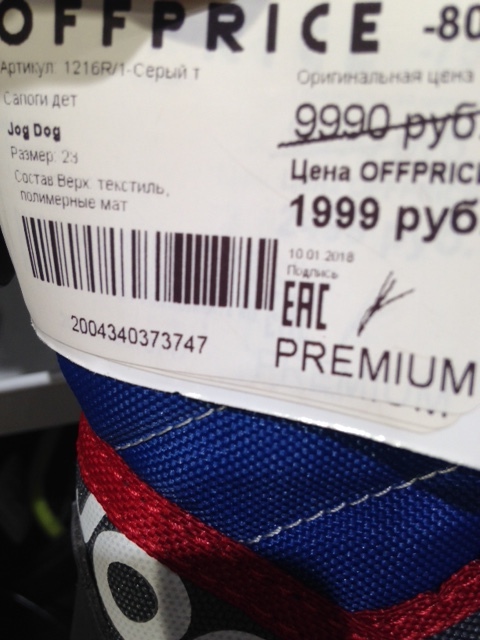 OFFPRICE -80
Артикул: 1216R/1-Серый т
Сапоги дет
Jog Dog
Размер: 23
Состав Верх: текстиль,
полимерные мат
Оригинальная цена
9990 руб.
Цена OFFPRICE
1999 руб
10.01.2018
Подпись
EAC
PREMIUM
2004340373747